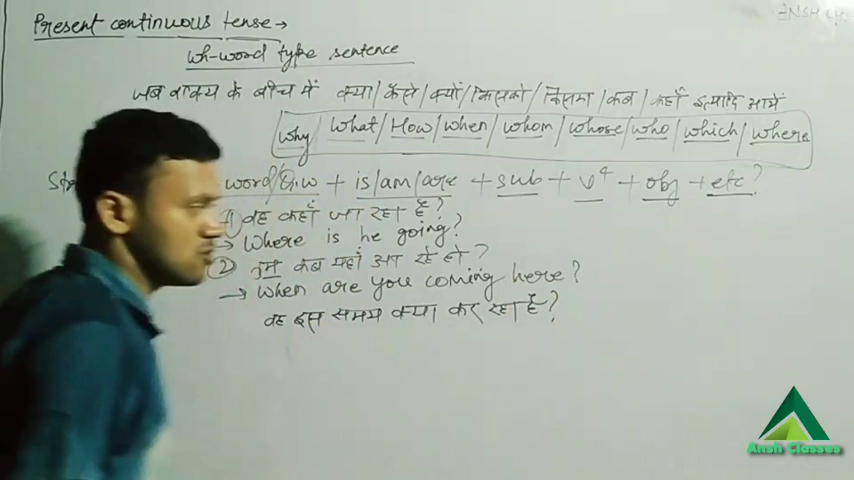 Present continuous tense→
wh-word type sentence
जब वाक्य के बीच में क्या/कैसे/क्यों/किसको/किसका/कब/कहाँ इत्यादि आयें
why/what/How/when/whom/whose/who/which/where
word/Q.w + is/am/are + sub + v⁴ + obj + etc?
1) वह कहाँ जा रहा है?
→ Where is he going?
② तुम कब यहाँ आ रहे हो?
→ When are you coming here?
वह इस समय क्या कर रहा है?
Ansh Classes